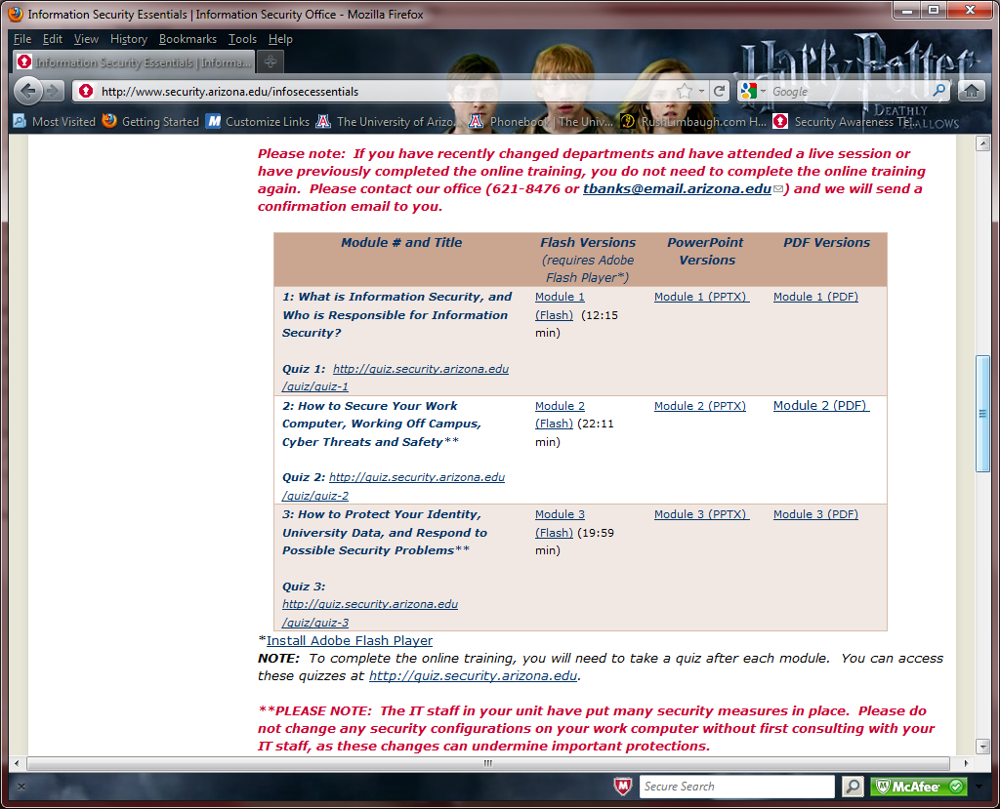 Information Security Essentials | Information Security Office - Mozilla Firefox
File Edit View History Bookmarks Tools Help
Harry Potter
Information Security Essentials | Informa...
http://www.security.arizona.edu/infosecessentials
Google
DEATHLY HALLOWS
Most Visited Getting Started Customize Links The University of Arizo... Phonebook | The Univ... RushLimbaugh.com H... Security Awareness Tel...
Please note: If you have recently changed departments and have attended a live session or
have previously completed the online training, you do not need to complete the online training
again. Please contact our office (621-8476 or tbanks@email.arizona.edu) and we will send a
confirmation email to you.
Module # and Title
Flash Versions
(requires Adobe
Flash Player*)
PowerPoint
Versions
PDF Versions
1: What is Information Security, and
Who is Responsible for Information
Security?
Quiz 1: http://quiz.security.arizona.edu
/quiz/quiz-1
Module 1
(Flash) (12:15
min)
Module 1 (PPTX)
Module 1 (PDF)
2: How to Secure Your Work
Computer, Working Off Campus,
Cyber Threats and Safety**
Quiz 2: http://quiz.security.arizona.edu
/quiz/quiz-2
Module 2
(Flash) (22:11
min)
Module 2 (PPTX)
Module 2 (PDF)
3: How to Protect Your Identity,
University Data, and Respond to
Possible Security Problems**
Quiz 3:
http://quiz.security.arizona.edu
/quiz/quiz-3
Module 3
(Flash) (19:59
min)
Module 3 (PPTX)
Module 3 (PDF)
*Install Adobe Flash Player
NOTE: To complete the online training, you will need to take a quiz after each module. You can access
these quizzes at http://quiz.security.arizona.edu.
**PLEASE NOTE: The IT staff in your unit have put many security measures in place. Please do
not change any security configurations on your work computer without first consulting with your
IT staff, as these changes can undermine important protections.
Secure Search
McAfee